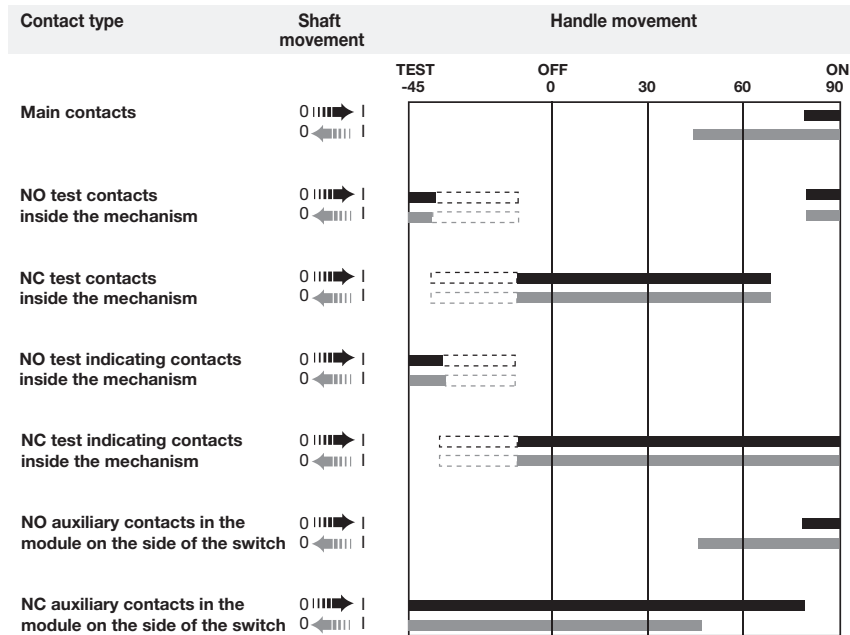 Contact type Shaft movement Handle movement
TEST OFF ON
-45 0 30 60 90
Main contacts 0 I
0 I
NO test contacts 0 I
inside the mechanism 0 I
NC test contacts 0 I
inside the mechanism 0 I
NO test indicating contacts 0 I
inside the mechanism 0 I
NC test indicating contacts 0 I
inside the mechanism 0 I
NO auxiliary contacts in the 0 I
module on the side of the switch 0 I
NC auxiliary contacts in the 0 I
module on the side of the switch 0 I